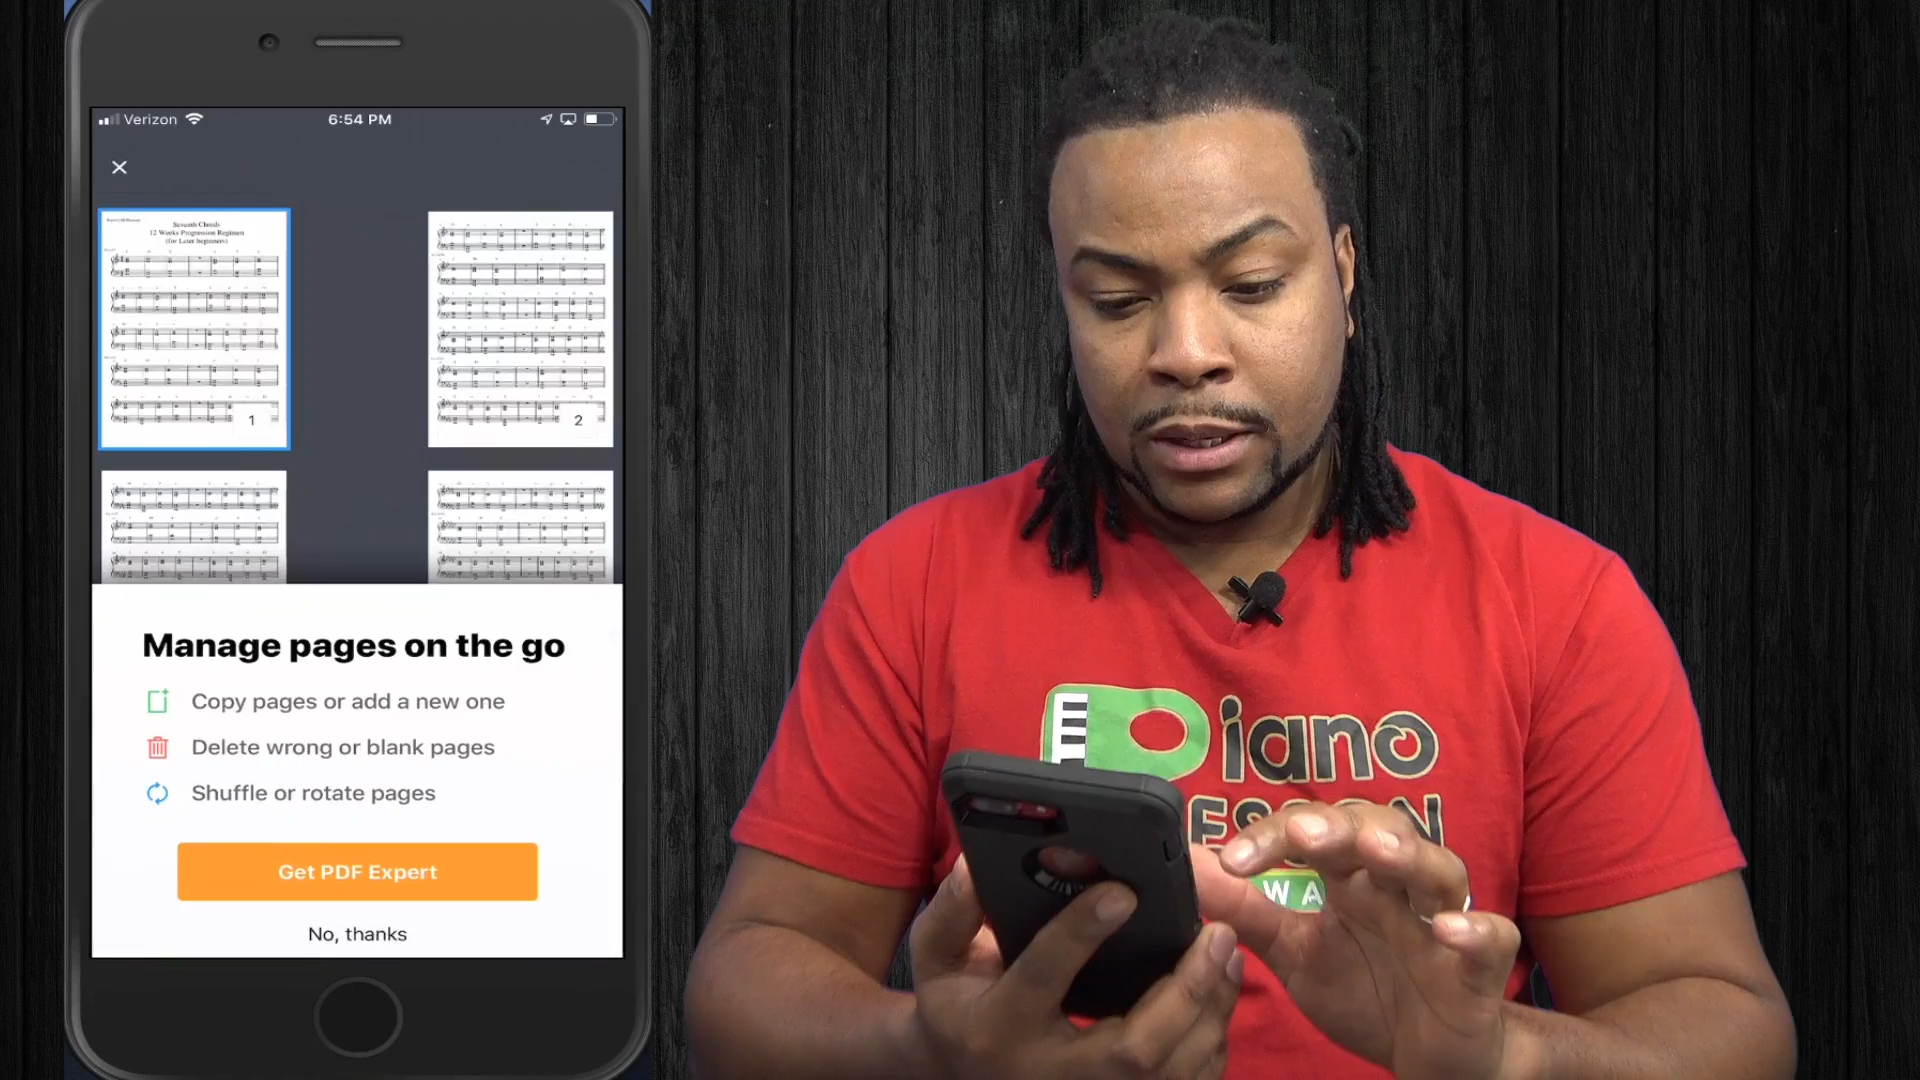 Verizon
6:54 PM
Seventh Chords
12 Weeks Progression Regimen
(for Later beginners)
1
2
Manage pages on the go
Copy pages or add a new one
Delete wrong or blank pages
Shuffle or rotate pages
Get PDF Expert
No, thanks
Piano
ESSON
WA